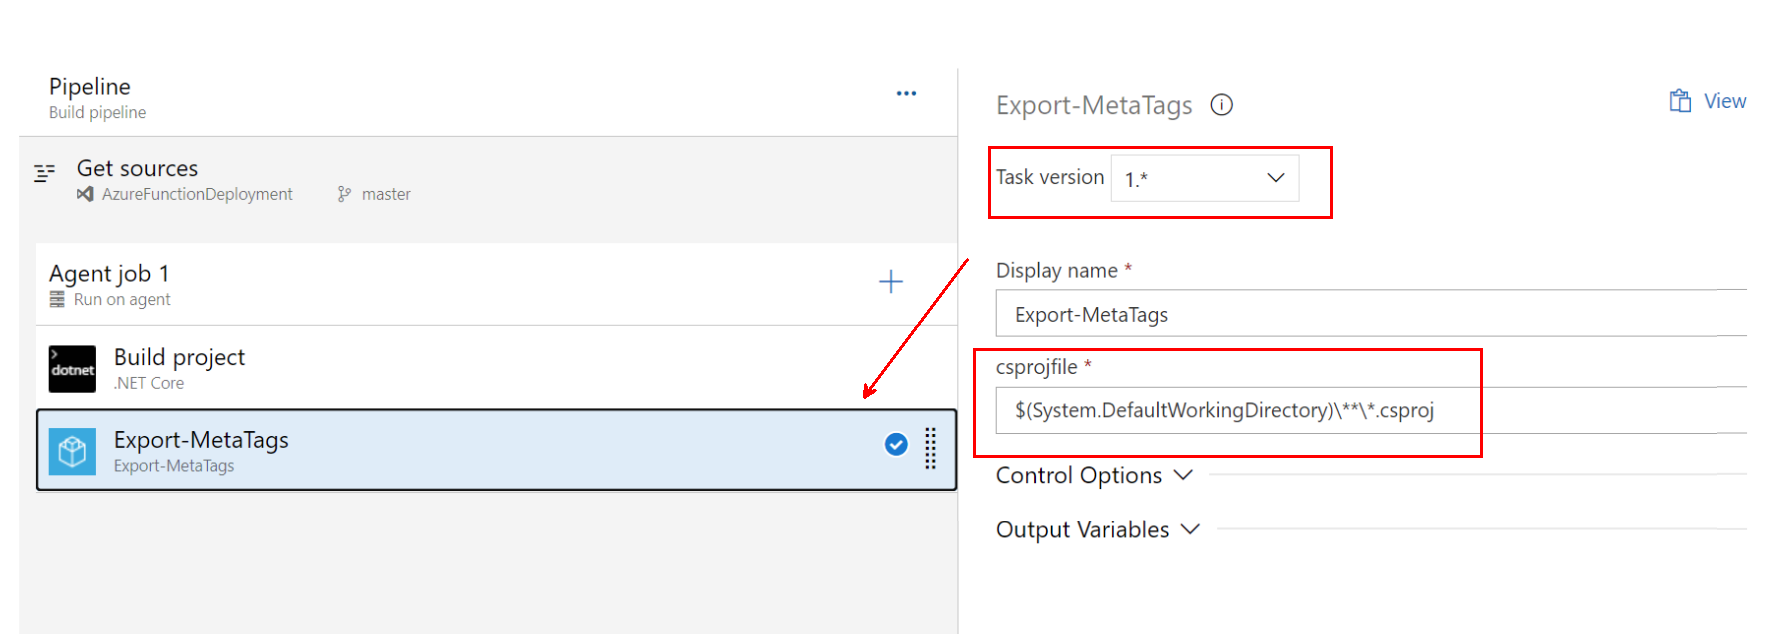 Pipeline
Build pipeline
Get sources
AzureFunctionDeployment master
Agent job 1
Run on agent
dotnet
Build project
.NET Core
Export-MetaTags
Export-MetaTags
Export-MetaTags
View
Task version 1.*
Display name *
Export-MetaTags
csprojfile *
$(System.DefaultWorkingDirectory)\**\*.csproj
Control Options
Output Variables